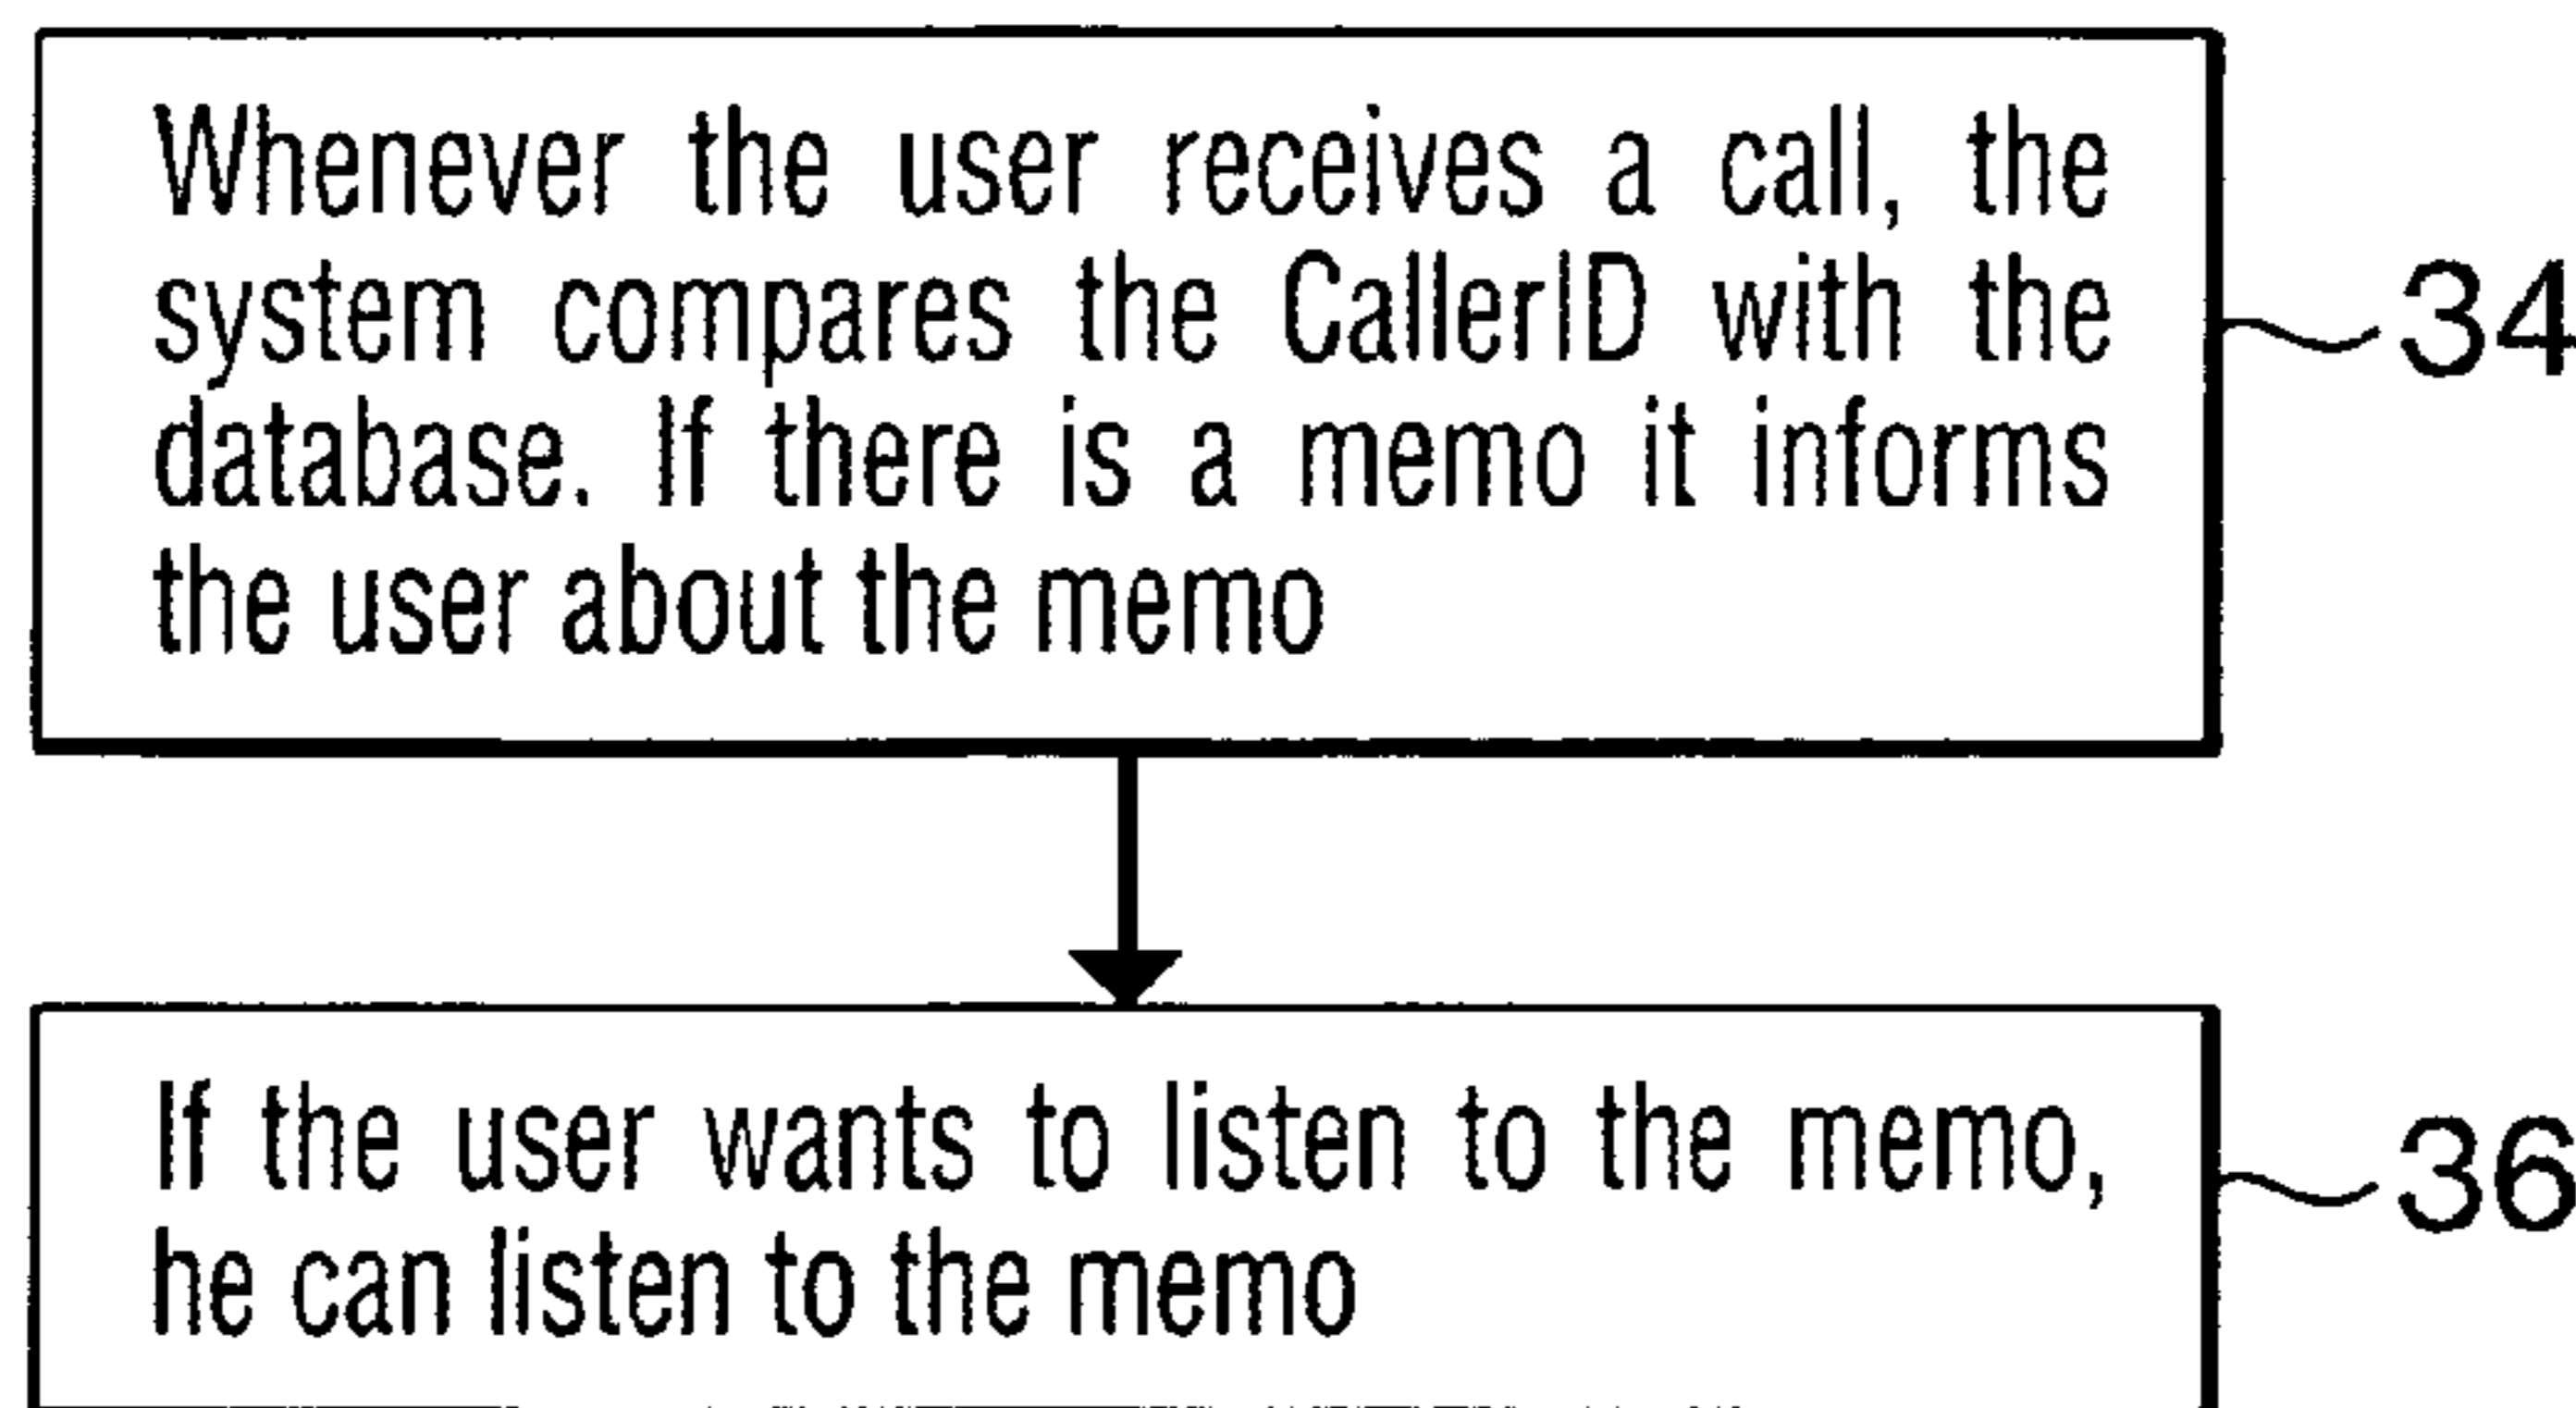 Whenever the user receives a call, the
system compares the CallerID with the
database. If there is a memo it informs
the user about the memo
34
If the user wants to listen to the memo,
he can listen to the memo
36